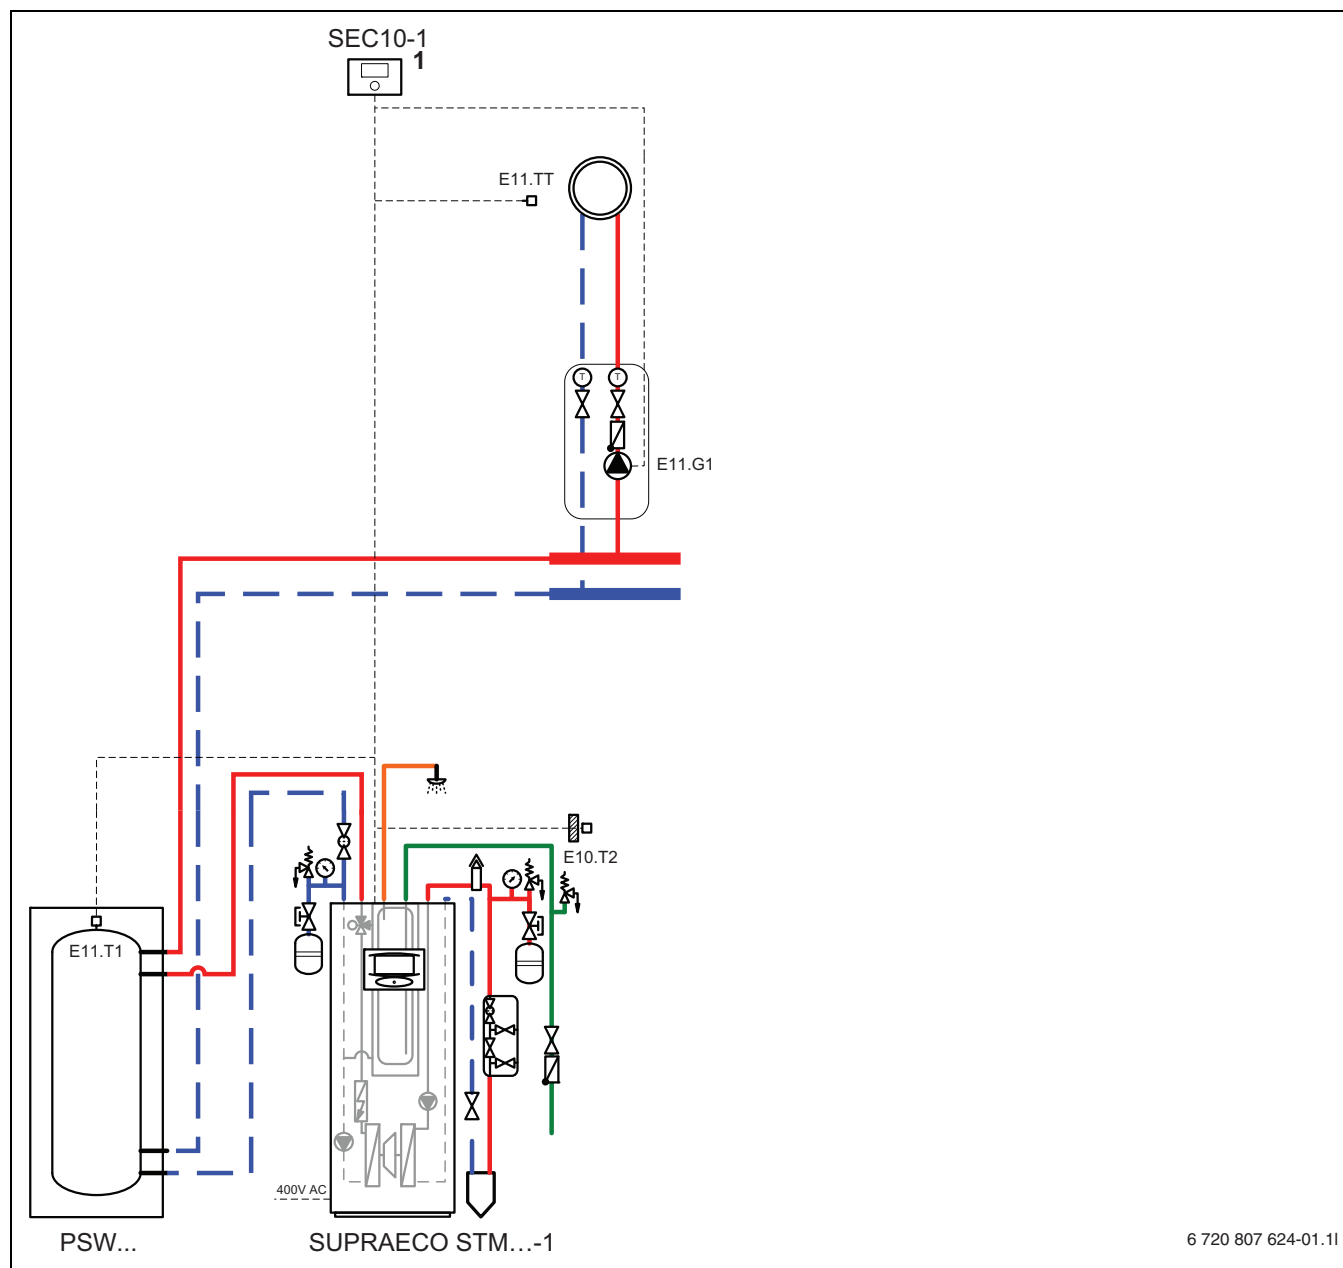 SEC10-1
1
E11.TT
T
T
E11.G1
E10.T2
E11.T1
400V AC
PSW...
SUPRAECO STM...-1
6 720 807 624-01.1I